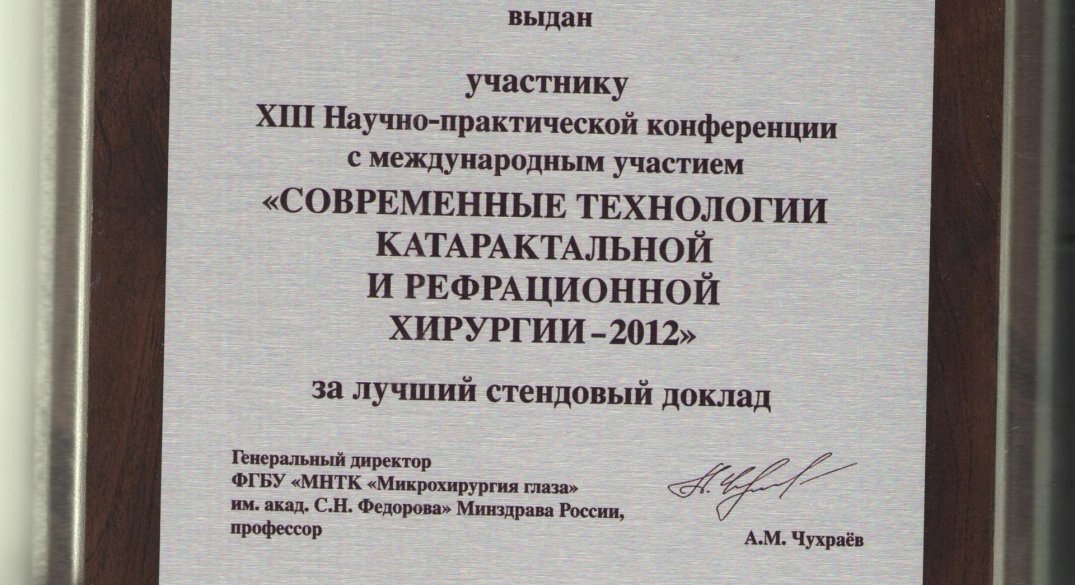 выдан
участнику
XIII Научно-практической конференции
с международным участием
«СОВРЕМЕННЫЕ ТЕХНОЛОГИИ
КАТАРАКТАЛЬНОЙ
И РЕФРАЦИОННОЙ
ХИРУРГИИ – 2012»
за лучший стендовый доклад
Генеральный директор
ФГБУ «МНТК «Микрохирургия глаза»
им. акад. С.Н. Федорова» Минздрава России,
профессор
А.М. Чухраёв